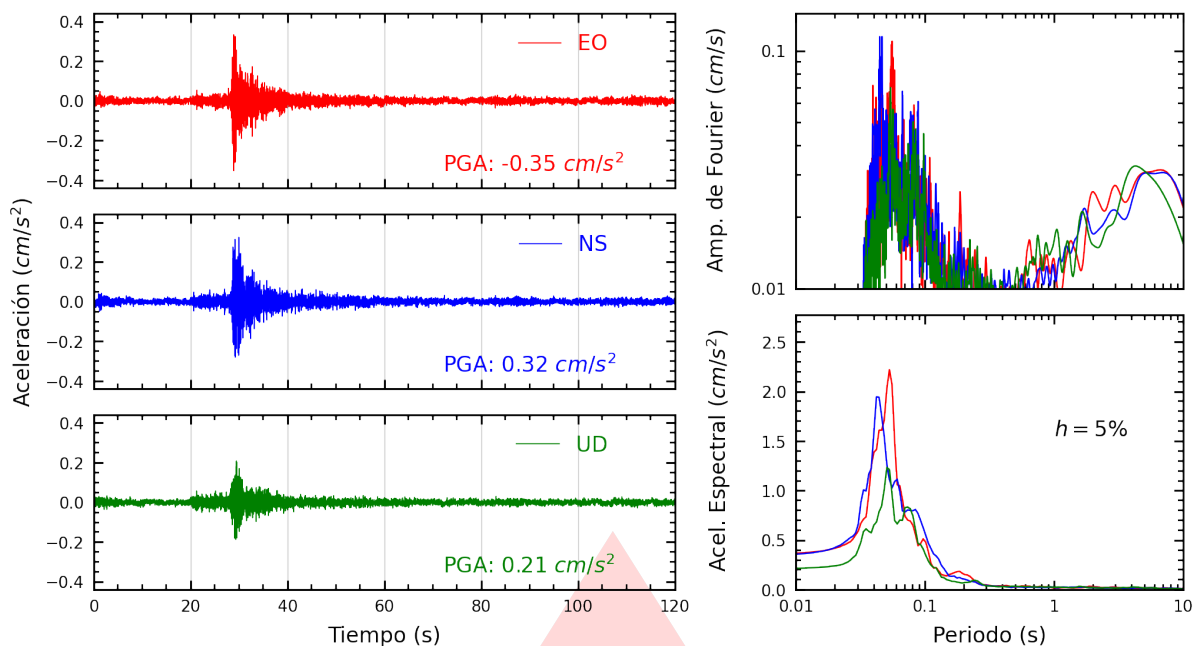 Aceleración (cm/s²)
0.4
0.2
0.0
−0.2
−0.4
EO
PGA: -0.35 cm/s²
0.4
0.2
0.0
−0.2
−0.4
NS
PGA: 0.32 cm/s²
0.4
0.2
0.0
−0.2
−0.4
UD
PGA: 0.21 cm/s²
0 20 40 60 80 100 120
Tiempo (s)
Amp. de Fourier (cm/s)
0.1
0.01
Acel. Espectral (cm/s²)
2.5
2.0
1.5
1.0
0.5
0.0
h = 5%
0.01 0.1 1 10
Periodo (s)